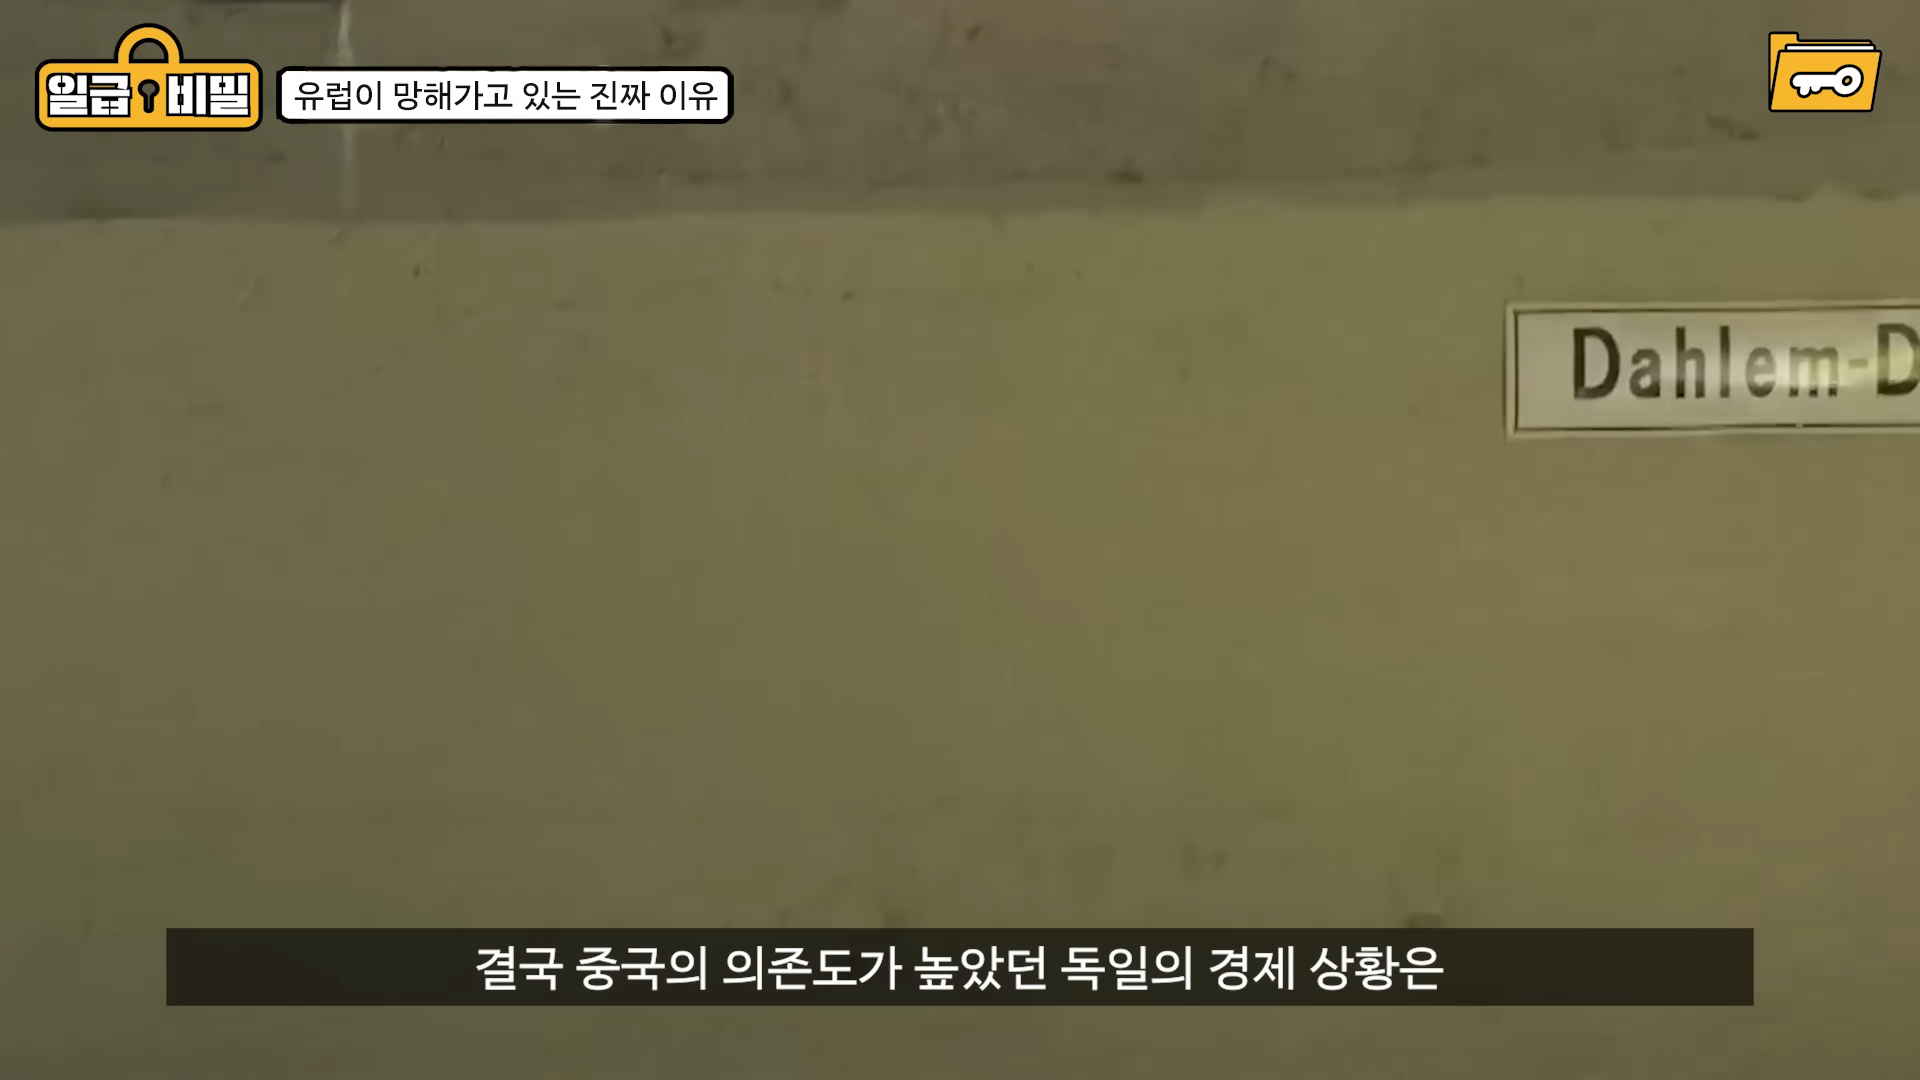 일급비밀
유럽이 망해가고 있는 진짜 이유
Dahlem-D
결국 중국의 의존도가 높았던 독일의 경제 상황은